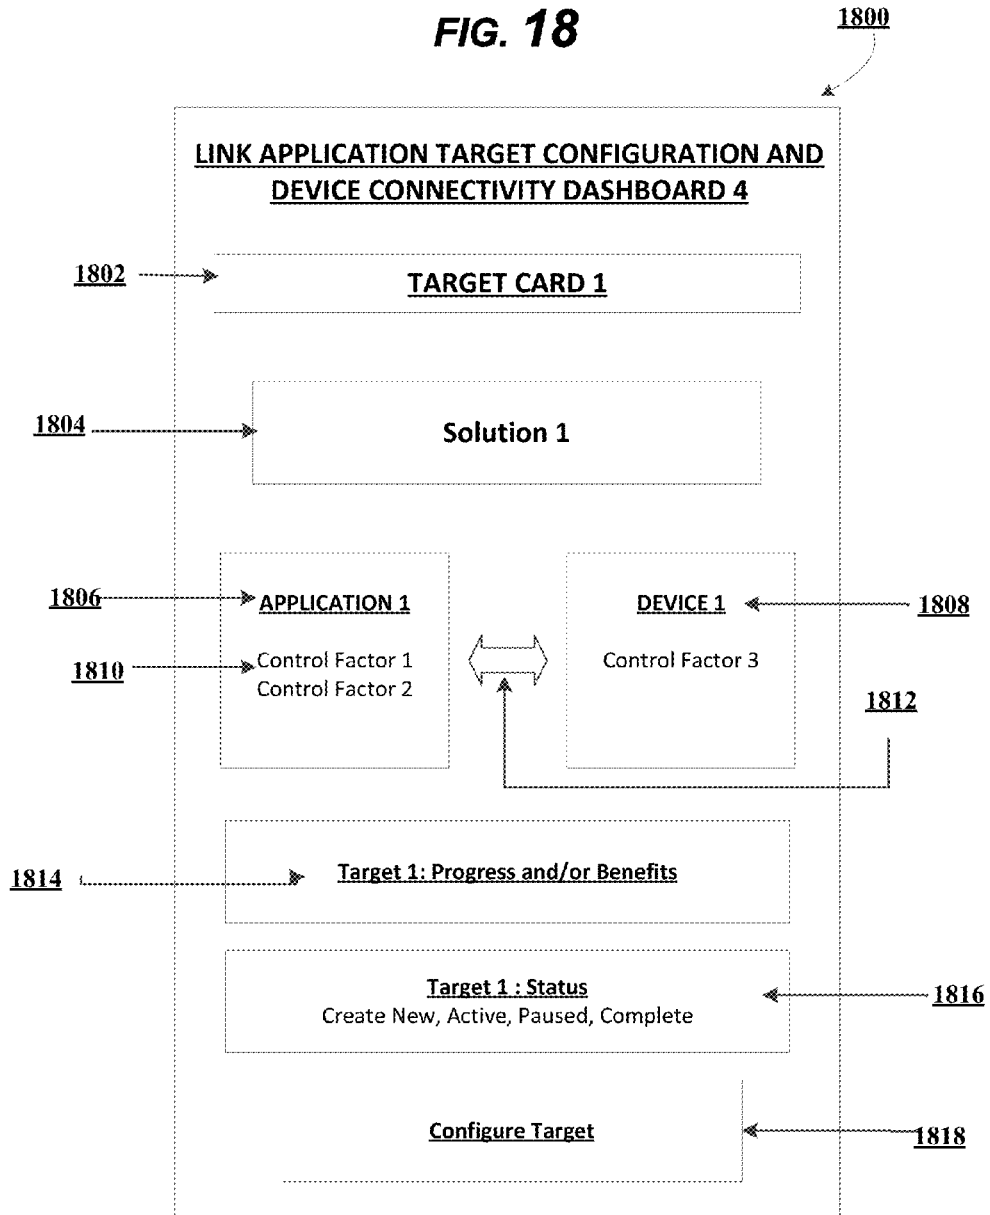 FIG. 18
1800
LINK APPLICATION TARGET CONFIGURATION AND
DEVICE CONNECTIVITY DASHBOARD 4
1802
TARGET CARD 1
1804
Solution 1
1806
APPLICATION 1
DEVICE 1
1808
1810
Control Factor 1
Control Factor 2
Control Factor 3
1812
1814
Target 1: Progress and/or Benefits
Target 1 : Status
Create New, Active, Paused, Complete
1816
Configure Target
1818